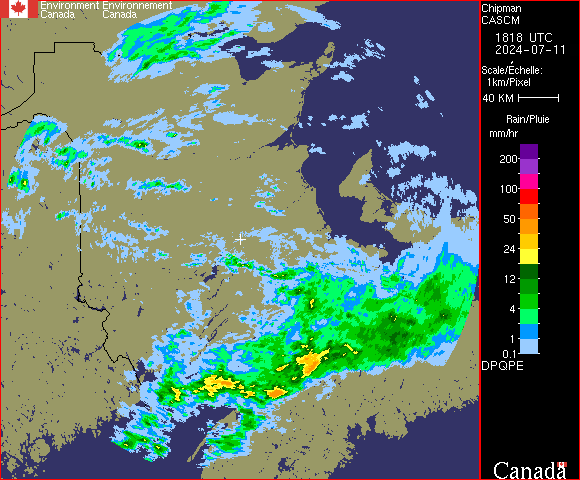 Environment Environnement
Canada Canada
Chipman
CASCM
1818 UTC
2024-07-11
Scale/Échelle:
1km/Pixel
40 KM
Rain/Pluie
mm/hr
200
100
50
24
12
4
1
0.1
DPQPE
Canada